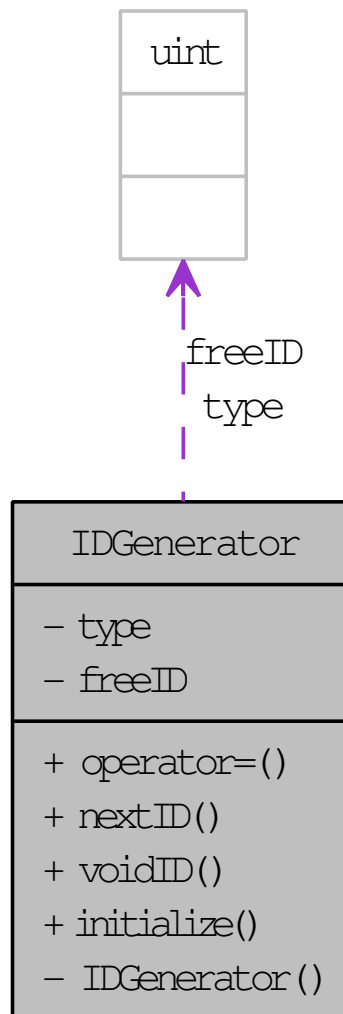 uint
freeID
type
IDGenerator
- type
- freeID
+ operator=()
+ nextID()
+ voidID()
+ initialize()
- IDGenerator()